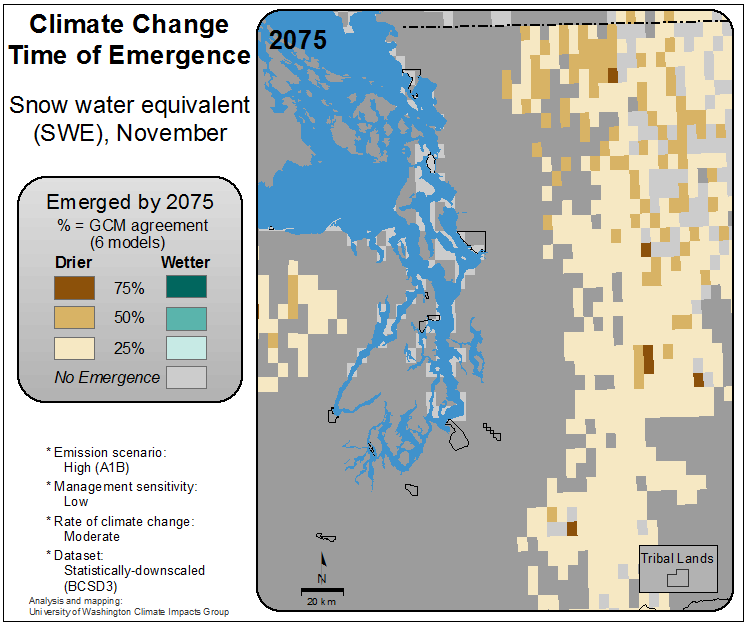 Climate Change
Time of Emergence
Snow water equivalent
(SWE), November
Emerged by 2075
% = GCM agreement
(6 models)
Drier Wetter
75%
50%
25%
No Emergence
* Emission scenario:
High (A1B)
* Management sensitivity:
Low
* Rate of climate change:
Moderate
* Dataset:
Statistically-downscaled
(BCSD3)
Analysis and mapping:
University of Washington Climate Impacts Group
2075
N
20 km
Tribal Lands